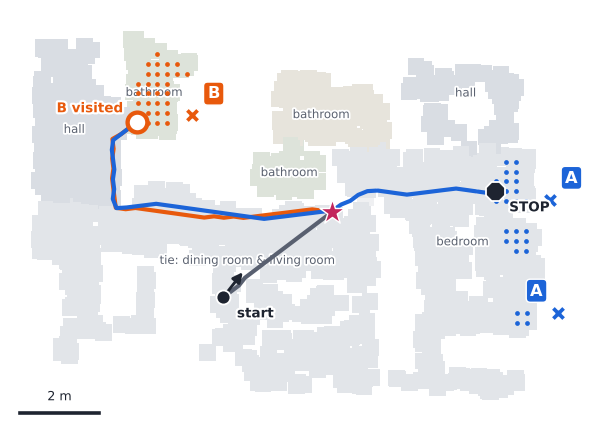 bathroom
B
B visited
hall
bathroom
hall
bathroom
A
STOP
bedroom
tie: dining room & living room
A
start
2 m